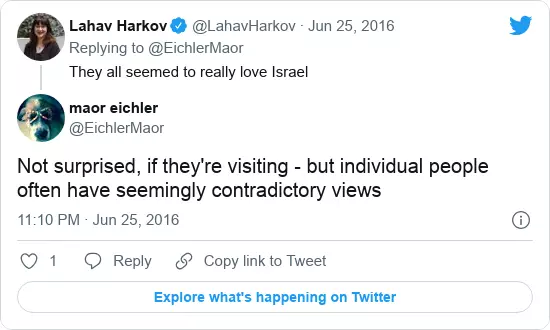 Lahav Harkov @LahavHarkov · Jun 25, 2016
Replying to @EichlerMaor
They all seemed to really love Israel
maor eichler
@EichlerMaor
Not surprised, if they're visiting - but individual people
often have seemingly contradictory views
11:10 PM · Jun 25, 2016
1 Reply Copy link to Tweet
Explore what's happening on Twitter